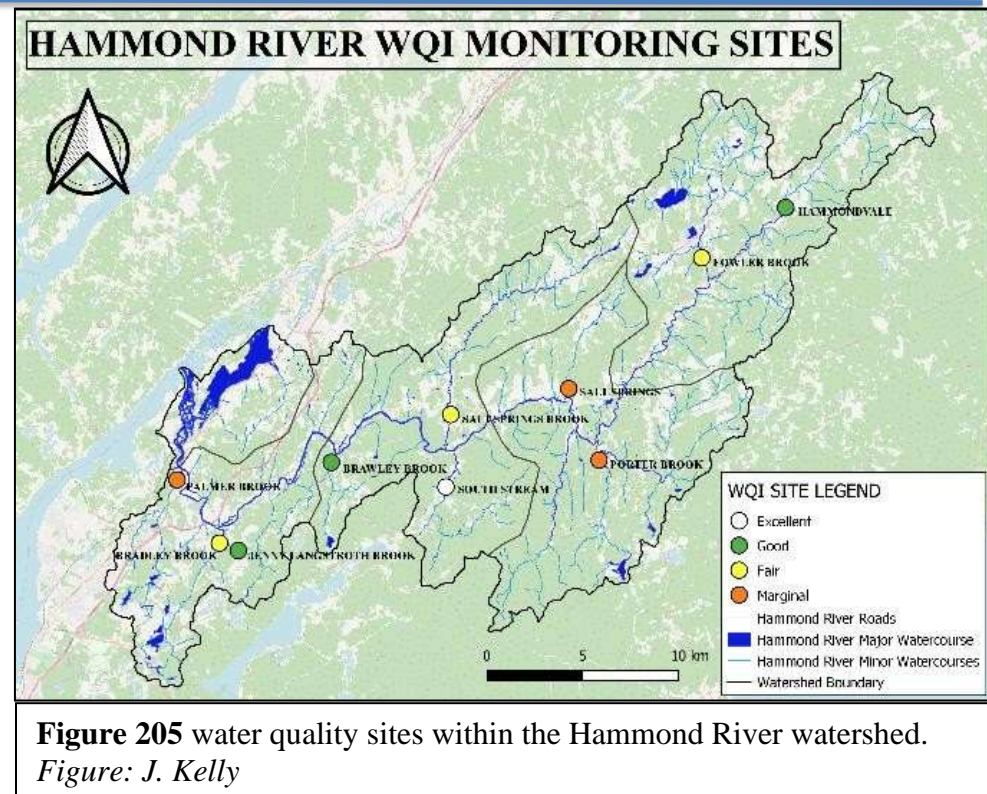 HAMMOND RIVER WQI MONITORING SITES
HAMMONDVALE
FOWLER BROOK
SALT SPRINGS
SALT SPRINGS BROOK
PORTER BROOK
BRAWLEY BROOK
SOUTH STREAM
PALMER BROOK
BRADLEY BROOK
JENNY LANGSTROTH BROOK
WQI SITE LEGEND
Excellent
Good
Fair
Marginal
Hammond River Roads
Hammond River Major Watercourse
Hammond River Minor Watercourses
Watershed Boundary
0 5 10 km
Figure 205 water quality sites within the Hammond River watershed.
Figure: J. Kelly